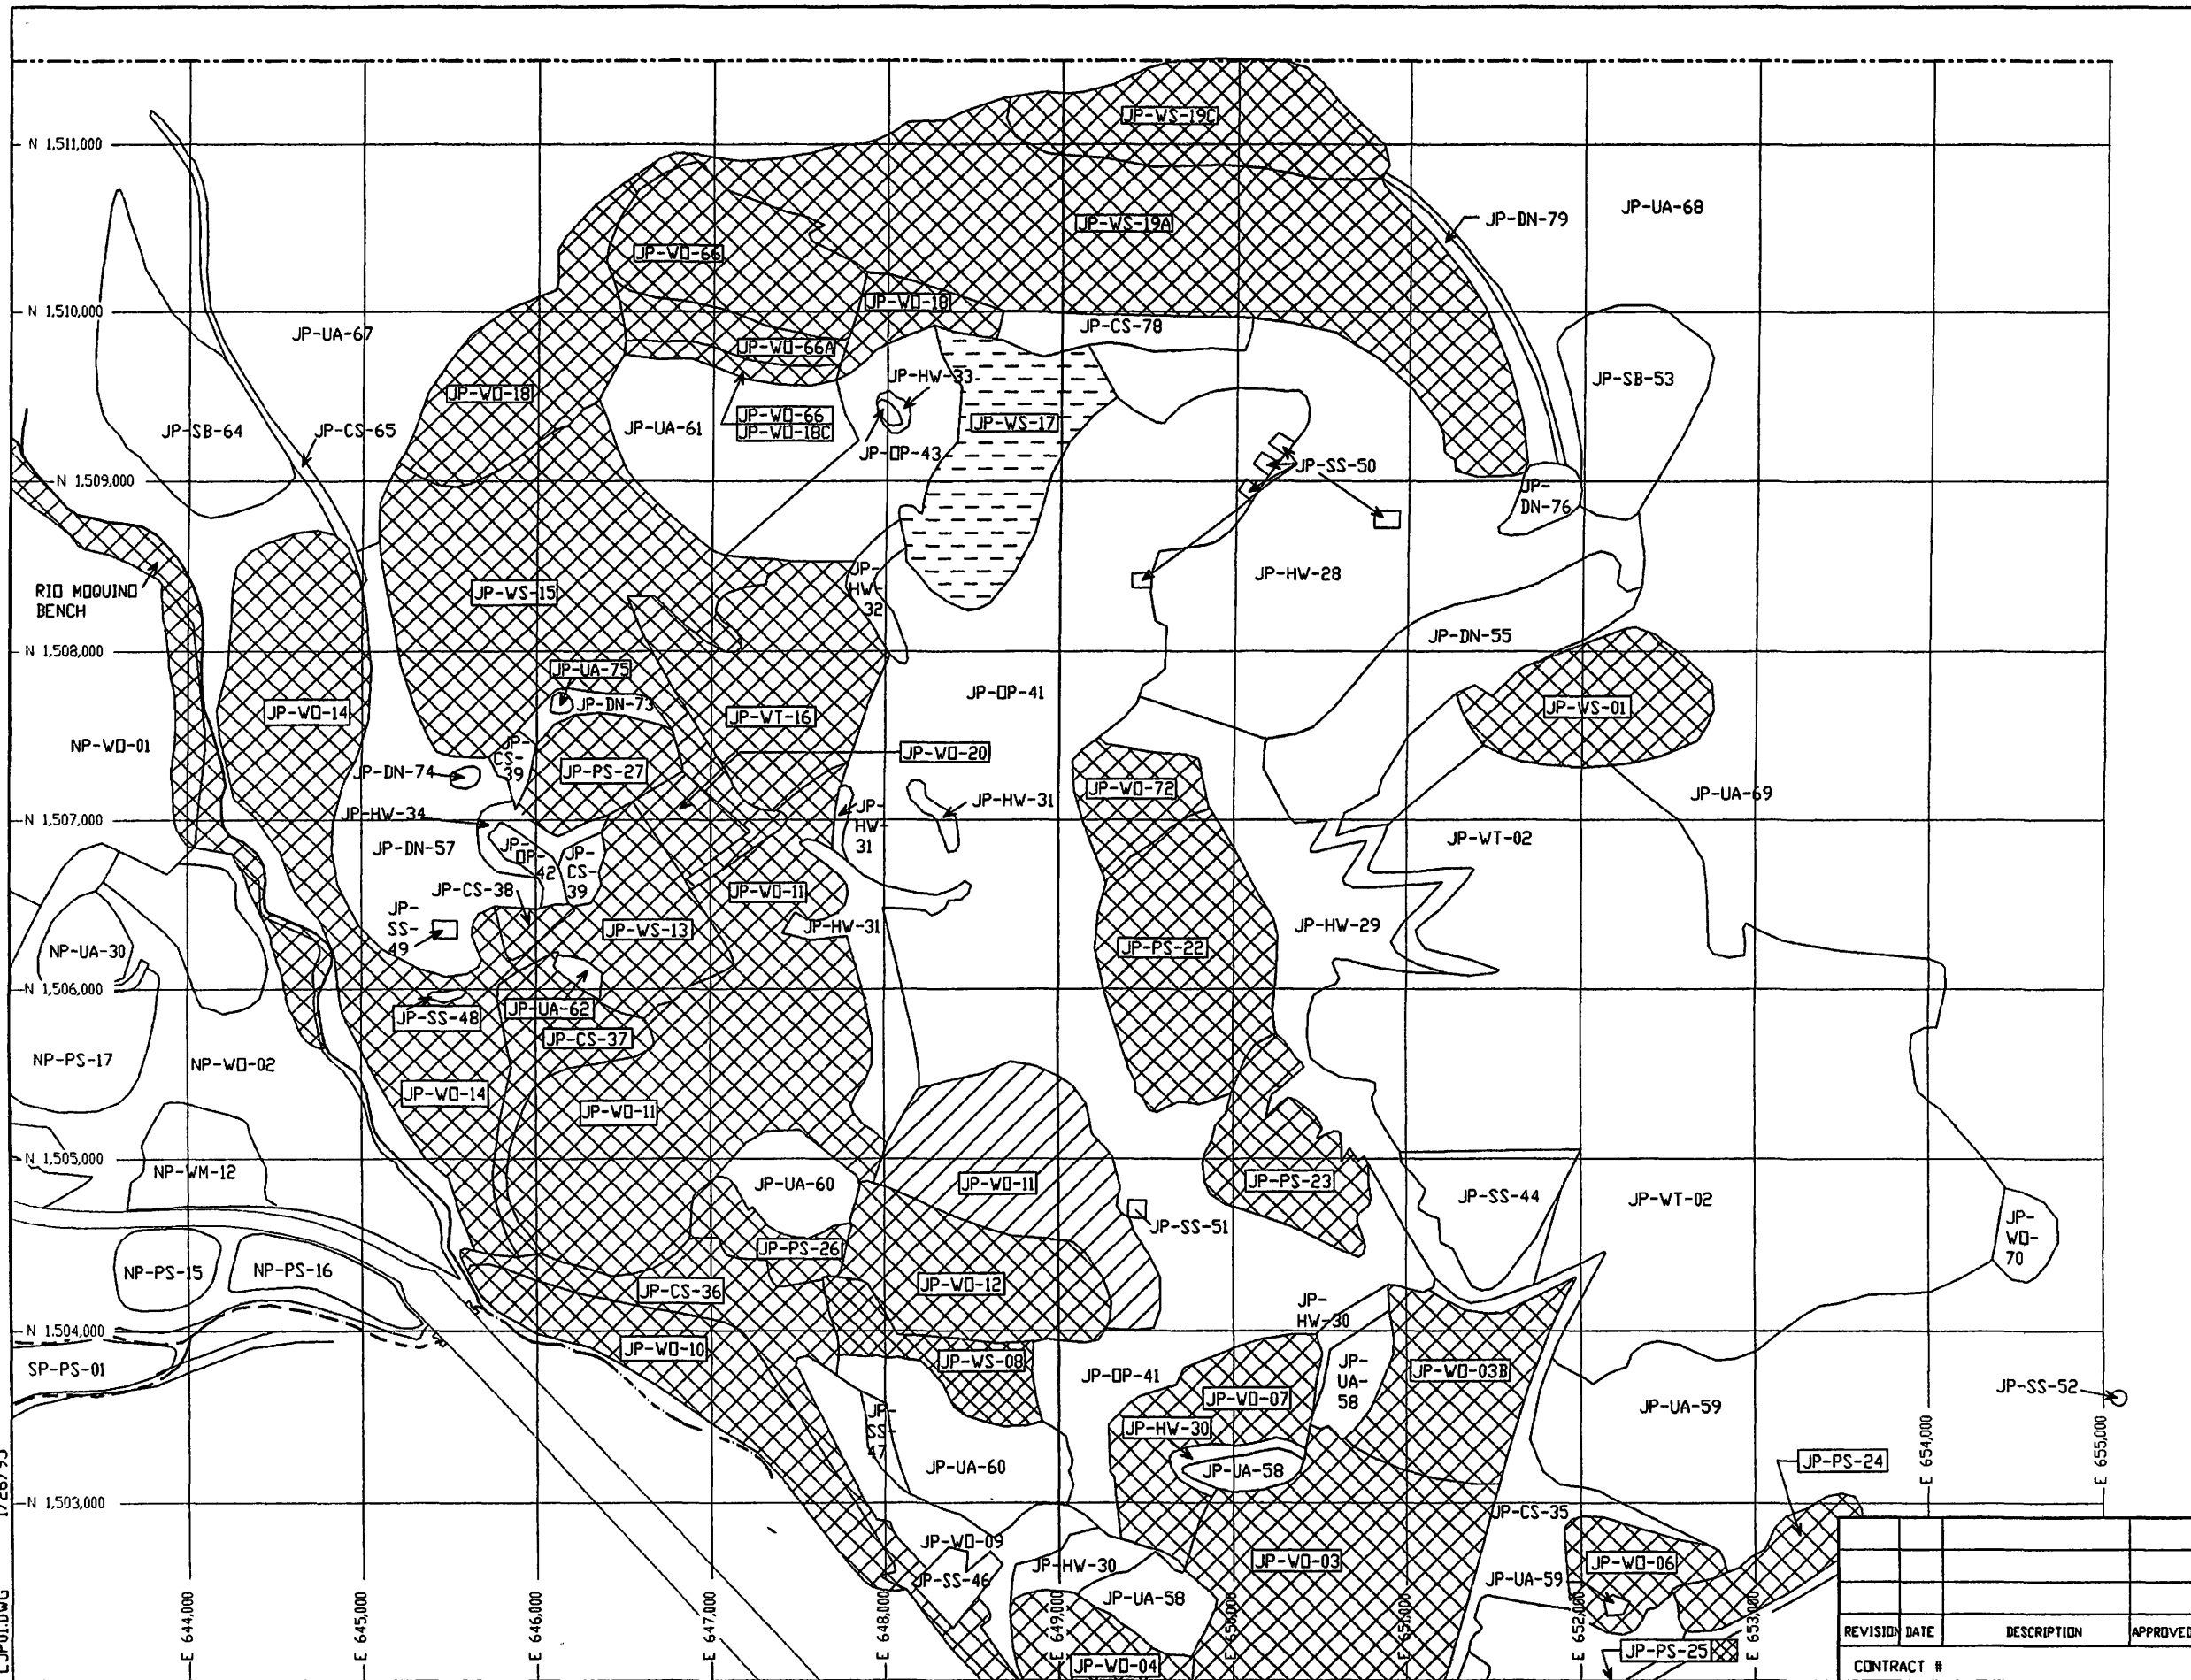 JP-WS-19C
N 1,511,000
JP-UA-68
JP-DN-79
JP-WS-19A
JP-WO-66
JP-WO-18
N 1,510,000
JP-CS-78
JP-UA-67
JP-WO-66A
JP-HW-33
JP-SB-53
JP-WO-18
JP-WO-66
JP-WO-18C
JP-WS-17
JP-SB-64
JP-CS-65
JP-UA-61
JP-OP-43
JP-SS-50
N 1,509,000
JP-
DN-76
RIO MOQUINO
BENCH
JP-WS-15
JP-
HW-
32
JP-HW-28
N 1,508,000
JP-DN-55
JP-UA-75
JP-DN-73
JP-OP-41
JP-WS-01
JP-WO-14
JP-WT-16
NP-WO-01
JP-
CS-
39
JP-WO-20
JP-DN-74
JP-PS-27
JP-WO-72
JP-UA-69
JP-HW-31
JP-
HW-
31
JP-HW-34
N 1,507,000
JP-WT-02
JP-DN-57
JP-
OP-
42
JP-
CS-
39
JP-CS-38
JP-WO-11
JP-
SS-
49
JP-WS-13
JP-HW-31
JP-HW-29
JP-PS-22
NP-UA-30
N 1,506,000
JP-SS-48
JP-UA-62
JP-CS-37
NP-PS-17
NP-WO-02
JP-WO-14
JP-WO-11
N 1,505,000
NP-WM-12
JP-UA-60
JP-WO-11
JP-PS-23
JP-SS-44
JP-WT-02
JP-SS-51
JP-
WO-
70
JP-PS-26
NP-PS-15
NP-PS-16
JP-CS-36
JP-WO-12
JP-
HW-30
N 1,504,000
JP-WO-10
JP-WS-08
SP-PS-01
JP-OP-41
JP-
UA-
58
JP-WO-03B
JP-SS-52
JP-WO-07
JP-UA-59
JP-
SS-
47
JP-HW-30
JP-UA-60
JP-UA-58
JP-PS-24
N 1,503,000
JP-CS-35
JP-WO-09
JP-HW-30
JP-WO-03
JP-WO-06
JP-SS-46
JP-UA-58
JP-UA-59
JP-WO-04
JP-PS-25
E 644,000
E 645,000
E 646,000
E 647,000
E 648,000
E 649,000
E 650,000
E 651,000
E 652,000
E 653,000
E 654,000
E 655,000
REVISION DATE DESCRIPTION APPROVED
CONTRACT #